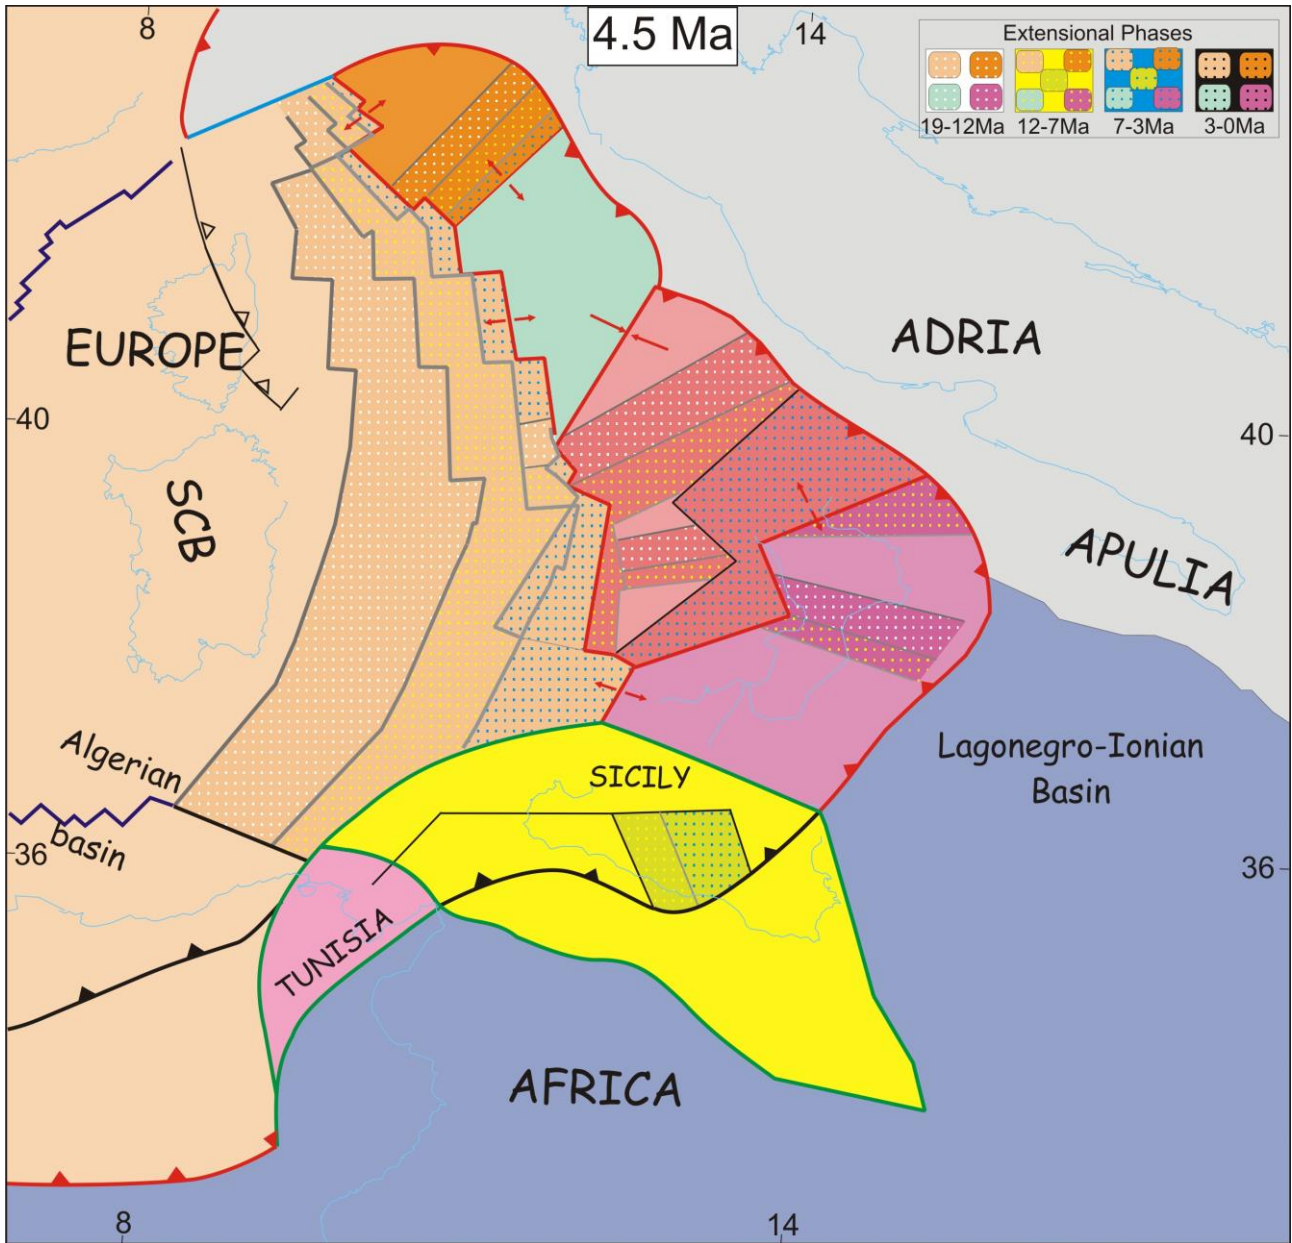 8
4.5 Ma
14
Extensional Phases
19-12Ma
12-7Ma
7-3Ma
3-0Ma
EUROPE
ADRIA
40
40
SCB
APULIA
Algerian
basin
Lagonegro-Ionian
Basin
SICILY
36
36
TUNISIA
AFRICA
8
14